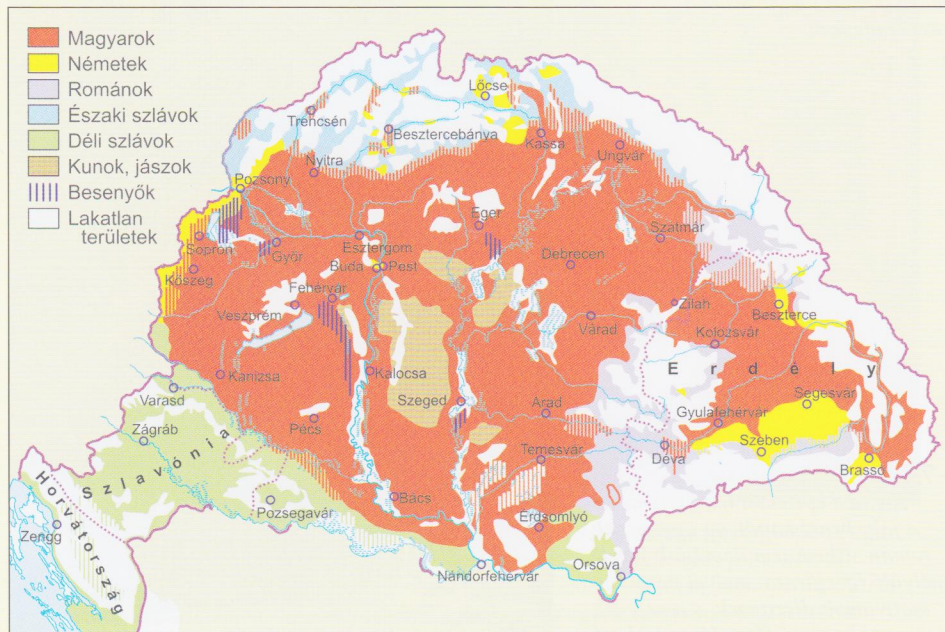 Magyarok
Németek
Románok
Északi szlávok
Déli szlávok
Kunok, jászok
Besenyők
Lakatlan
területek
Lőcse
Trencsén
Besztercebánya
Kassa
Ungvár
Nyitra
Pozsony
Eger
Szatmár
Sopron
Győr
Esztergom
Debrecen
Buda
Pest
Kőszeg
Fehérvár
Veszprém
Zilah
Beszterce
Várad
Kolozsvár
Erdély
Kanizsa
Kalocsa
Varasd
Szeged
Arad
Segesvár
Gyulafehérvár
Pécs
Zágráb
Szlavónia
Temesvár
Déva
Szeben
Brassó
Horvátország
Pozsegavár
Bács
Érdsomlyó
Zengg
Nándorfehérvár
Orsova